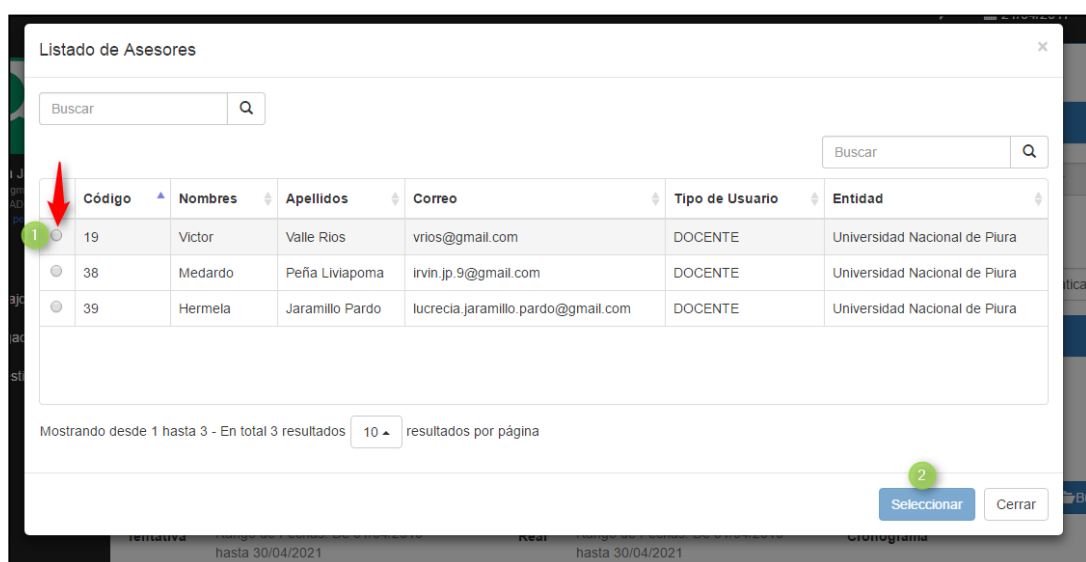 Listado de Asesores ×
Buscar
Buscar
Código Nombres Apellidos Correo Tipo de Usuario Entidad
1 19 Victor Valle Rios vrios@gmail.com DOCENTE Universidad Nacional de Piura
38 Medardo Peña Liviapoma irvin.jp.9@gmail.com DOCENTE Universidad Nacional de Piura
39 Hermela Jaramillo Pardo lucrecia.jaramillo.pardo@gmail.com DOCENTE Universidad Nacional de Piura
Mostrando desde 1 hasta 3 - En total 3 resultados 10 resultados por página
2
Seleccionar Cerrar
hasta 30/04/2021 hasta 30/04/2021